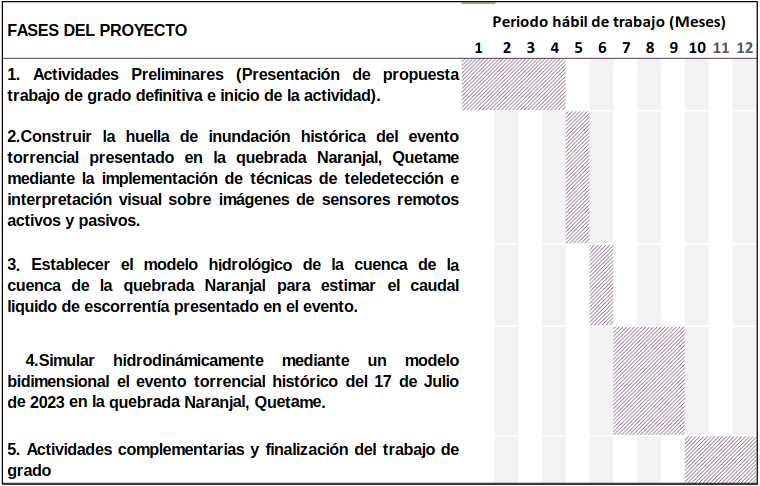 FASES DEL PROYECTO
Periodo hábil de trabajo (Meses)
1 2 3 4 5 6 7 8 9 10 11 12
1. Actividades Preliminares (Presentación de propuesta
trabajo de grado definitiva e inicio de la actividad).
2.Construir la huella de inundación histórica del evento
torrencial presentado en la quebrada Naranjal, Quetame
mediante la implementación de técnicas de teledetección e
interpretación visual sobre imágenes de sensores remotos
activos y pasivos.
3. Establecer el modelo hidrológico de la cuenca de la
cuenca de la quebrada Naranjal para estimar el caudal
liquido de escorrentía presentado en el evento.
4.Simular hidrodinámicamente mediante un modelo
bidimensional el evento torrencial histórico del 17 de Julio
de 2023 en la quebrada Naranjal, Quetame.
5. Actividades complementarias y finalización del trabajo de
grado